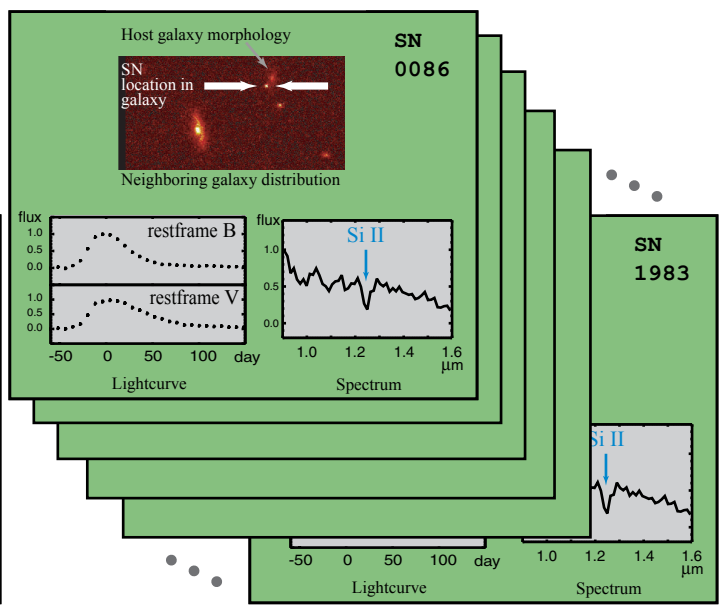 Host galaxy morphology
SN
0086
SN
location in
galaxy
Neighboring galaxy distribution
flux
1.0
0.5
0.0
restframe B
1.0
0.5
0.0
restframe V
-50 0 50 100 day
Lightcurve
flux
1.0
0.5
0.0
Si II
1.0 1.2 1.4 1.6
μm
Spectrum
SN
1983
Si II
-50 0 50 100 day
Lightcurve
1.0 1.2 1.4 1.6
μm
Spectrum